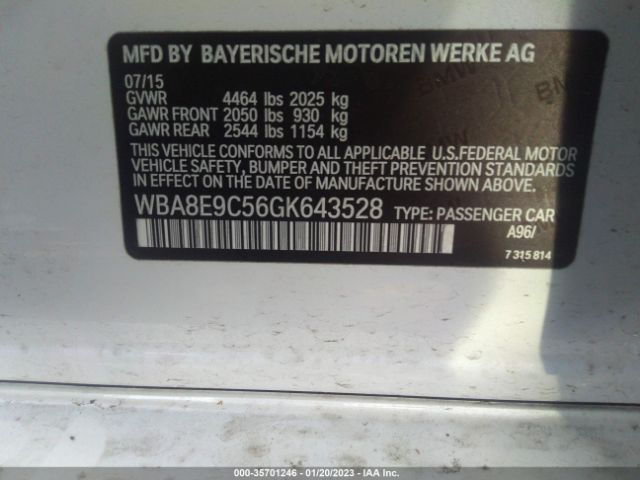 MFD BY BAYERISCHE MOTOREN WERKE AG
07/15
GVWR 4464 lbs 2025 kg
GAWR FRONT 2050 lbs 930 kg
GAWR REAR 2544 lbs 1154 kg
THIS VEHICLE CONFORMS TO ALL APPLICABLE U.S.FEDERAL MOTOR
VEHICLE SAFETY, BUMPER AND THEFT PREVENTION STANDARDS
IN EFFECT ON THE DATE OF MANUFACTURE SHOWN ABOVE.
WBA8E9C56GK643528 TYPE: PASSENGER CAR
A96/
7 315 814
BMW
BMW
BMW
000-35701246 - 01/20/2023 - IAA Inc.